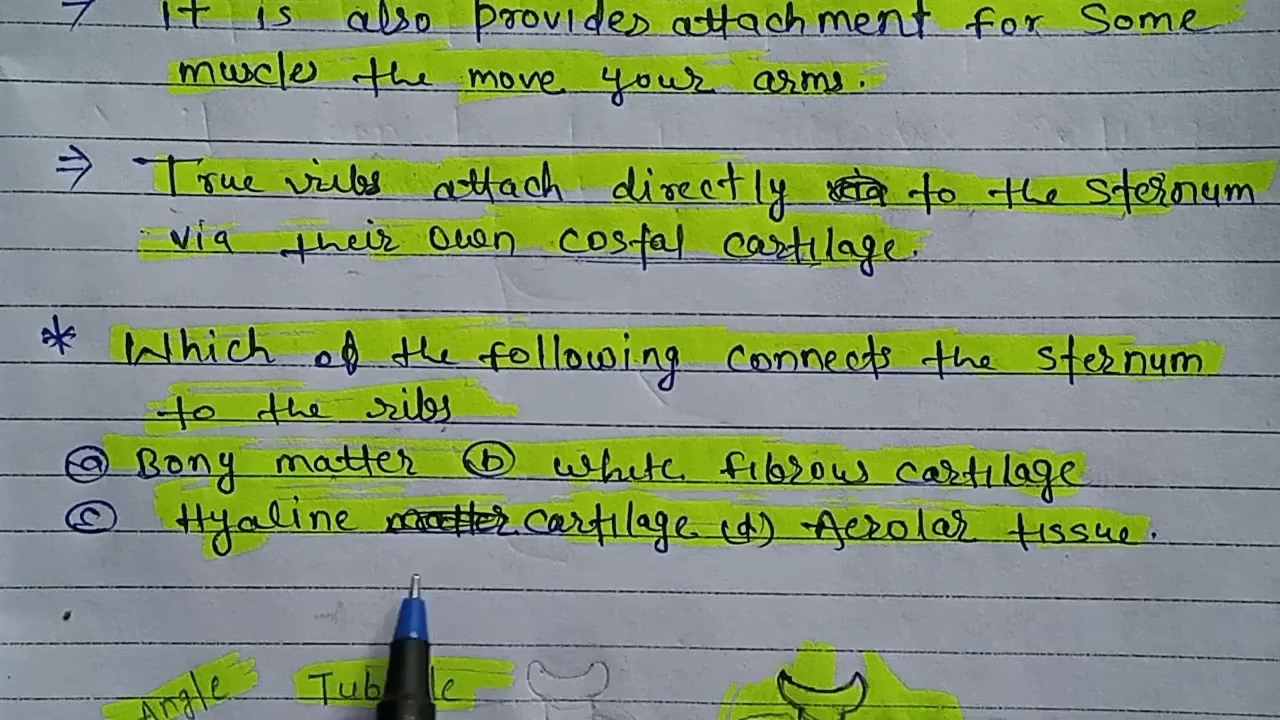 → It is also provides attachment for Some
muscles the move your arms.
⇒ True ribs attach directly to the sternum
via their own costal cartilage.
* Which of the following connects the sternum
to the ribs
(a) Bony matter (b) white fibrous cartilage
(c) Hyaline cartilage (d) Aerolar tissue.
Angle